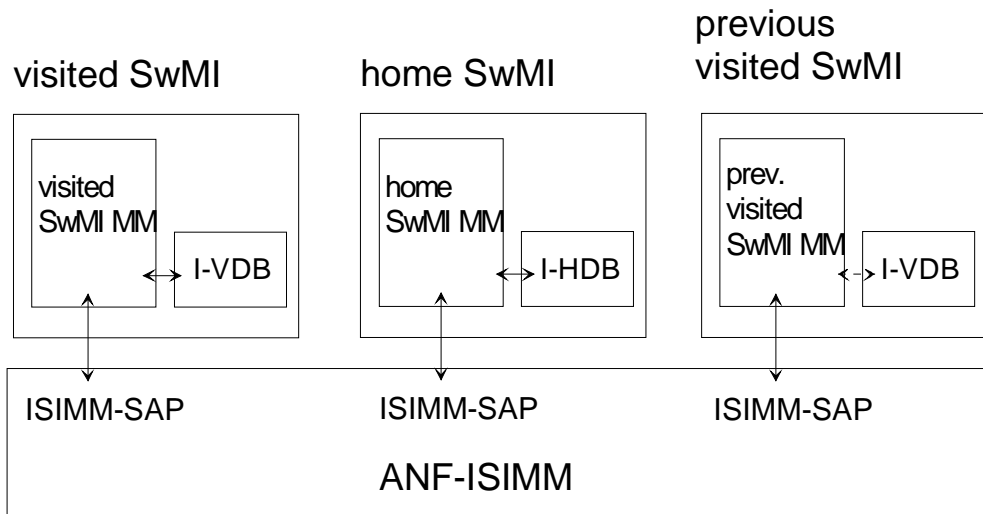 visited SwMI
home SwMI
previous
visited SwMI
visited
SwMI MM
I-VDB
home
SwMI MM
I-HDB
prev.
visited
SwMI MM
I-VDB
ISIMM-SAP
ISIMM-SAP
ISIMM-SAP
ANF-ISIMM